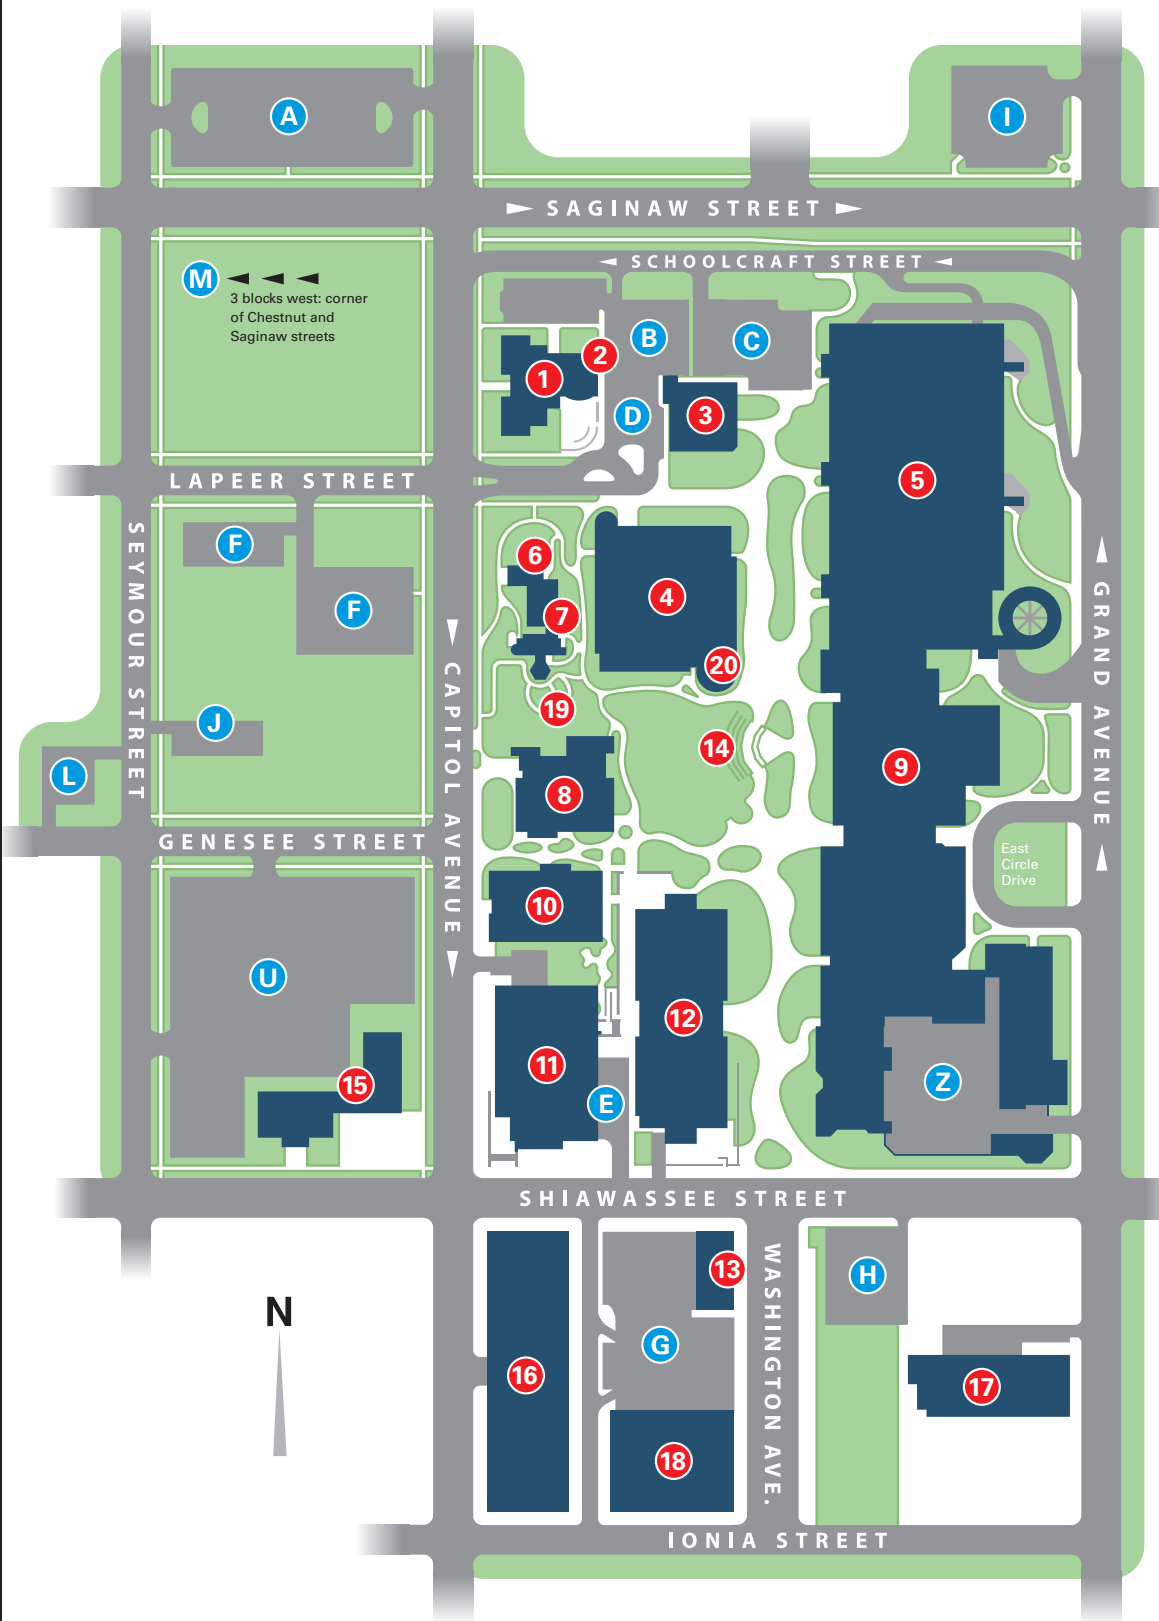 A
I
SAGINAW STREET
SCHOOLCRAFT STREET
M
3 blocks west: corner
of Chestnut and
Saginaw streets
B
C
2
1
D
3
LAPEER STREET
5
SEYMOUR STREET
F
F
6
7
4
20
GRAND AVENUE
CAPITOL AVENUE
J
19
14
L
8
9
GENESEE STREET
East
Circle
Drive
10
U
12
11
15
E
Z
SHIAWASSEE STREET
WASHINGTON AVE.
13
H
N
G
16
17
18
IONIA STREET